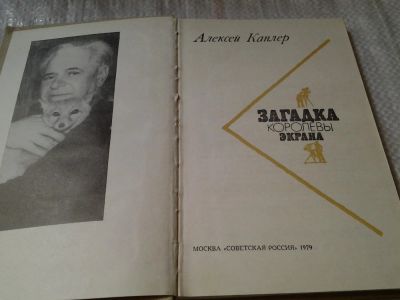 Алексей Каплер
ЗАГАДКА
КОРОЛЕВЫ
ЭКРАНА
МОСКВА «СОВЕТСКАЯ РОССИЯ» 1979